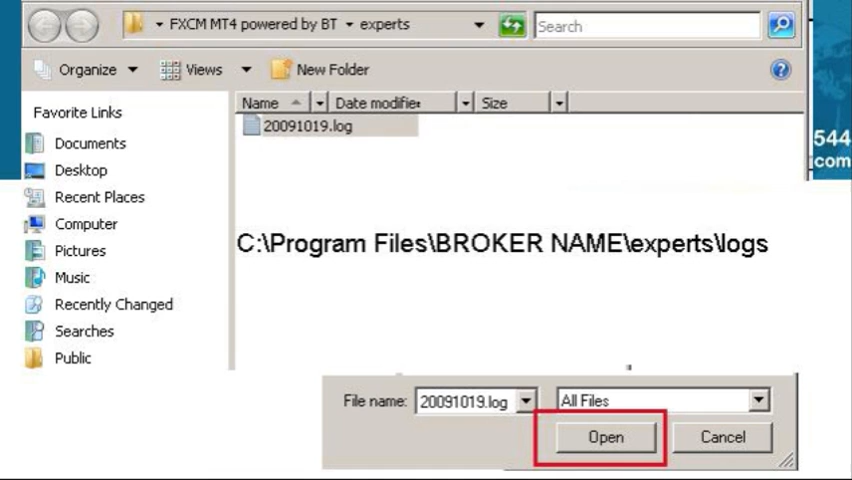 FXCM MT4 powered by BT experts
Search
Organize Views New Folder
Name Date modifie Size
Favorite Links
20091019.log
Documents
Desktop
Recent Places
Computer
Pictures
Music
Recently Changed
Searches
Public
544
com
C:\Program Files\BROKER NAME\experts\logs
File name: 20091019.log All Files
Open Cancel